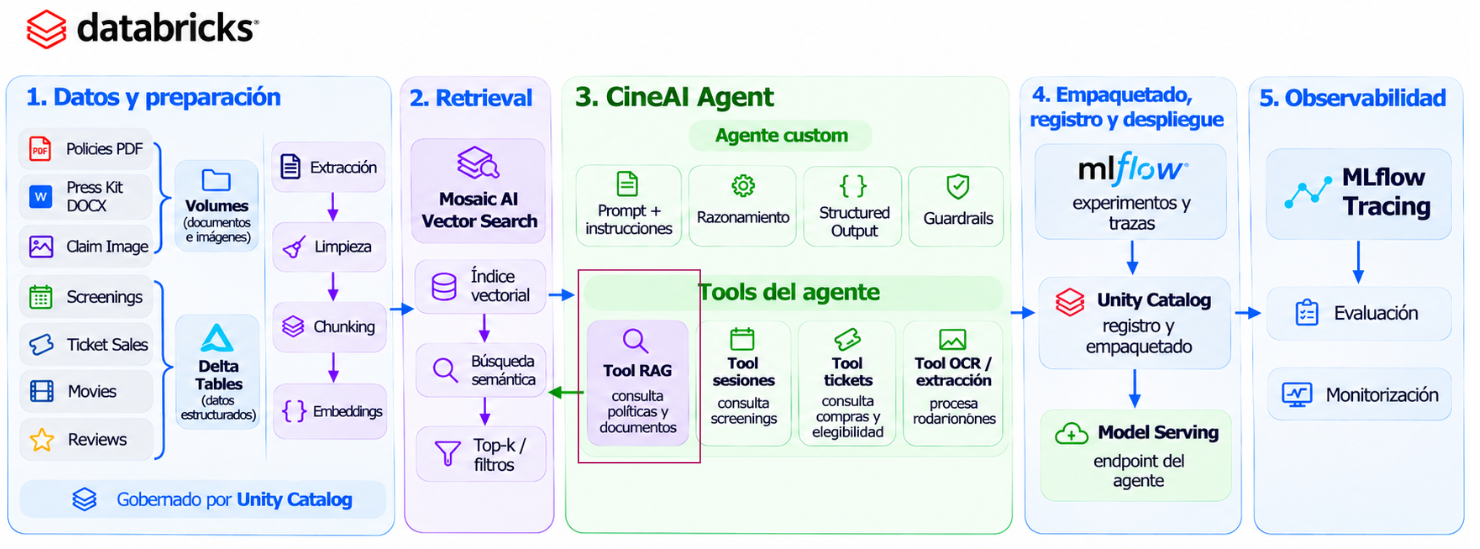 databricks
1. Datos y preparación
PDF
Policies PDF
W
Press Kit
DOCX
Claim Image
Volumes
(documentos
e imágenes)
Screenings
Ticket Sales
Movies
Reviews
Delta
Tables
(datos
estructurados)
Extracción
Limpieza
Chunking
Embeddings
Gobernado por Unity Catalog
2. Retrieval
Mosaic AI
Vector Search
Índice
vectorial
Búsqueda
semántica
Top-k /
filtros
3. CineAI Agent
Agente custom
Prompt +
instrucciones
Razonamiento
Structured
Output
Guardrails
Tools del agente
Tool RAG
consulta
políticas y
documentos
Tool
sesiones
consulta
screenings
Tool
tickets
consulta
compras y
elegibilidad
Tool OCR /
extracción
procesa
rodarionōnes
4. Empaquetado,
registro y despliegue
mlflow
experimentos y
trazas
Unity Catalog
registro y
empaquetado
Model Serving
endpoint del
agente
5. Observabilidad
MLflow
Tracing
Evaluación
Monitorización